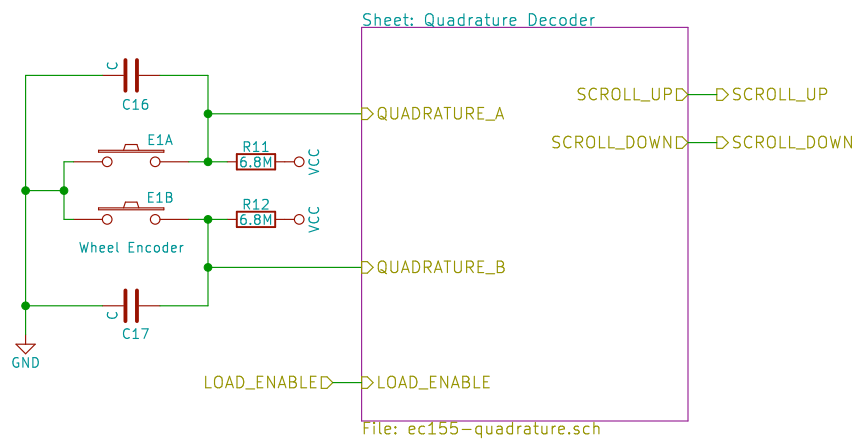 Sheet: Quadrature Decoder
C
C16
SCROLL_UP
SCROLL_UP
QUADRATURE_A
E1A
SCROLL_DOWN
SCROLL_DOWN
R11
6.8M
VCC
E1B
R12
6.8M
VCC
Wheel Encoder
QUADRATURE_B
C
C17
GND
LOAD_ENABLE
LOAD_ENABLE
File: ec155-quadrature.sch